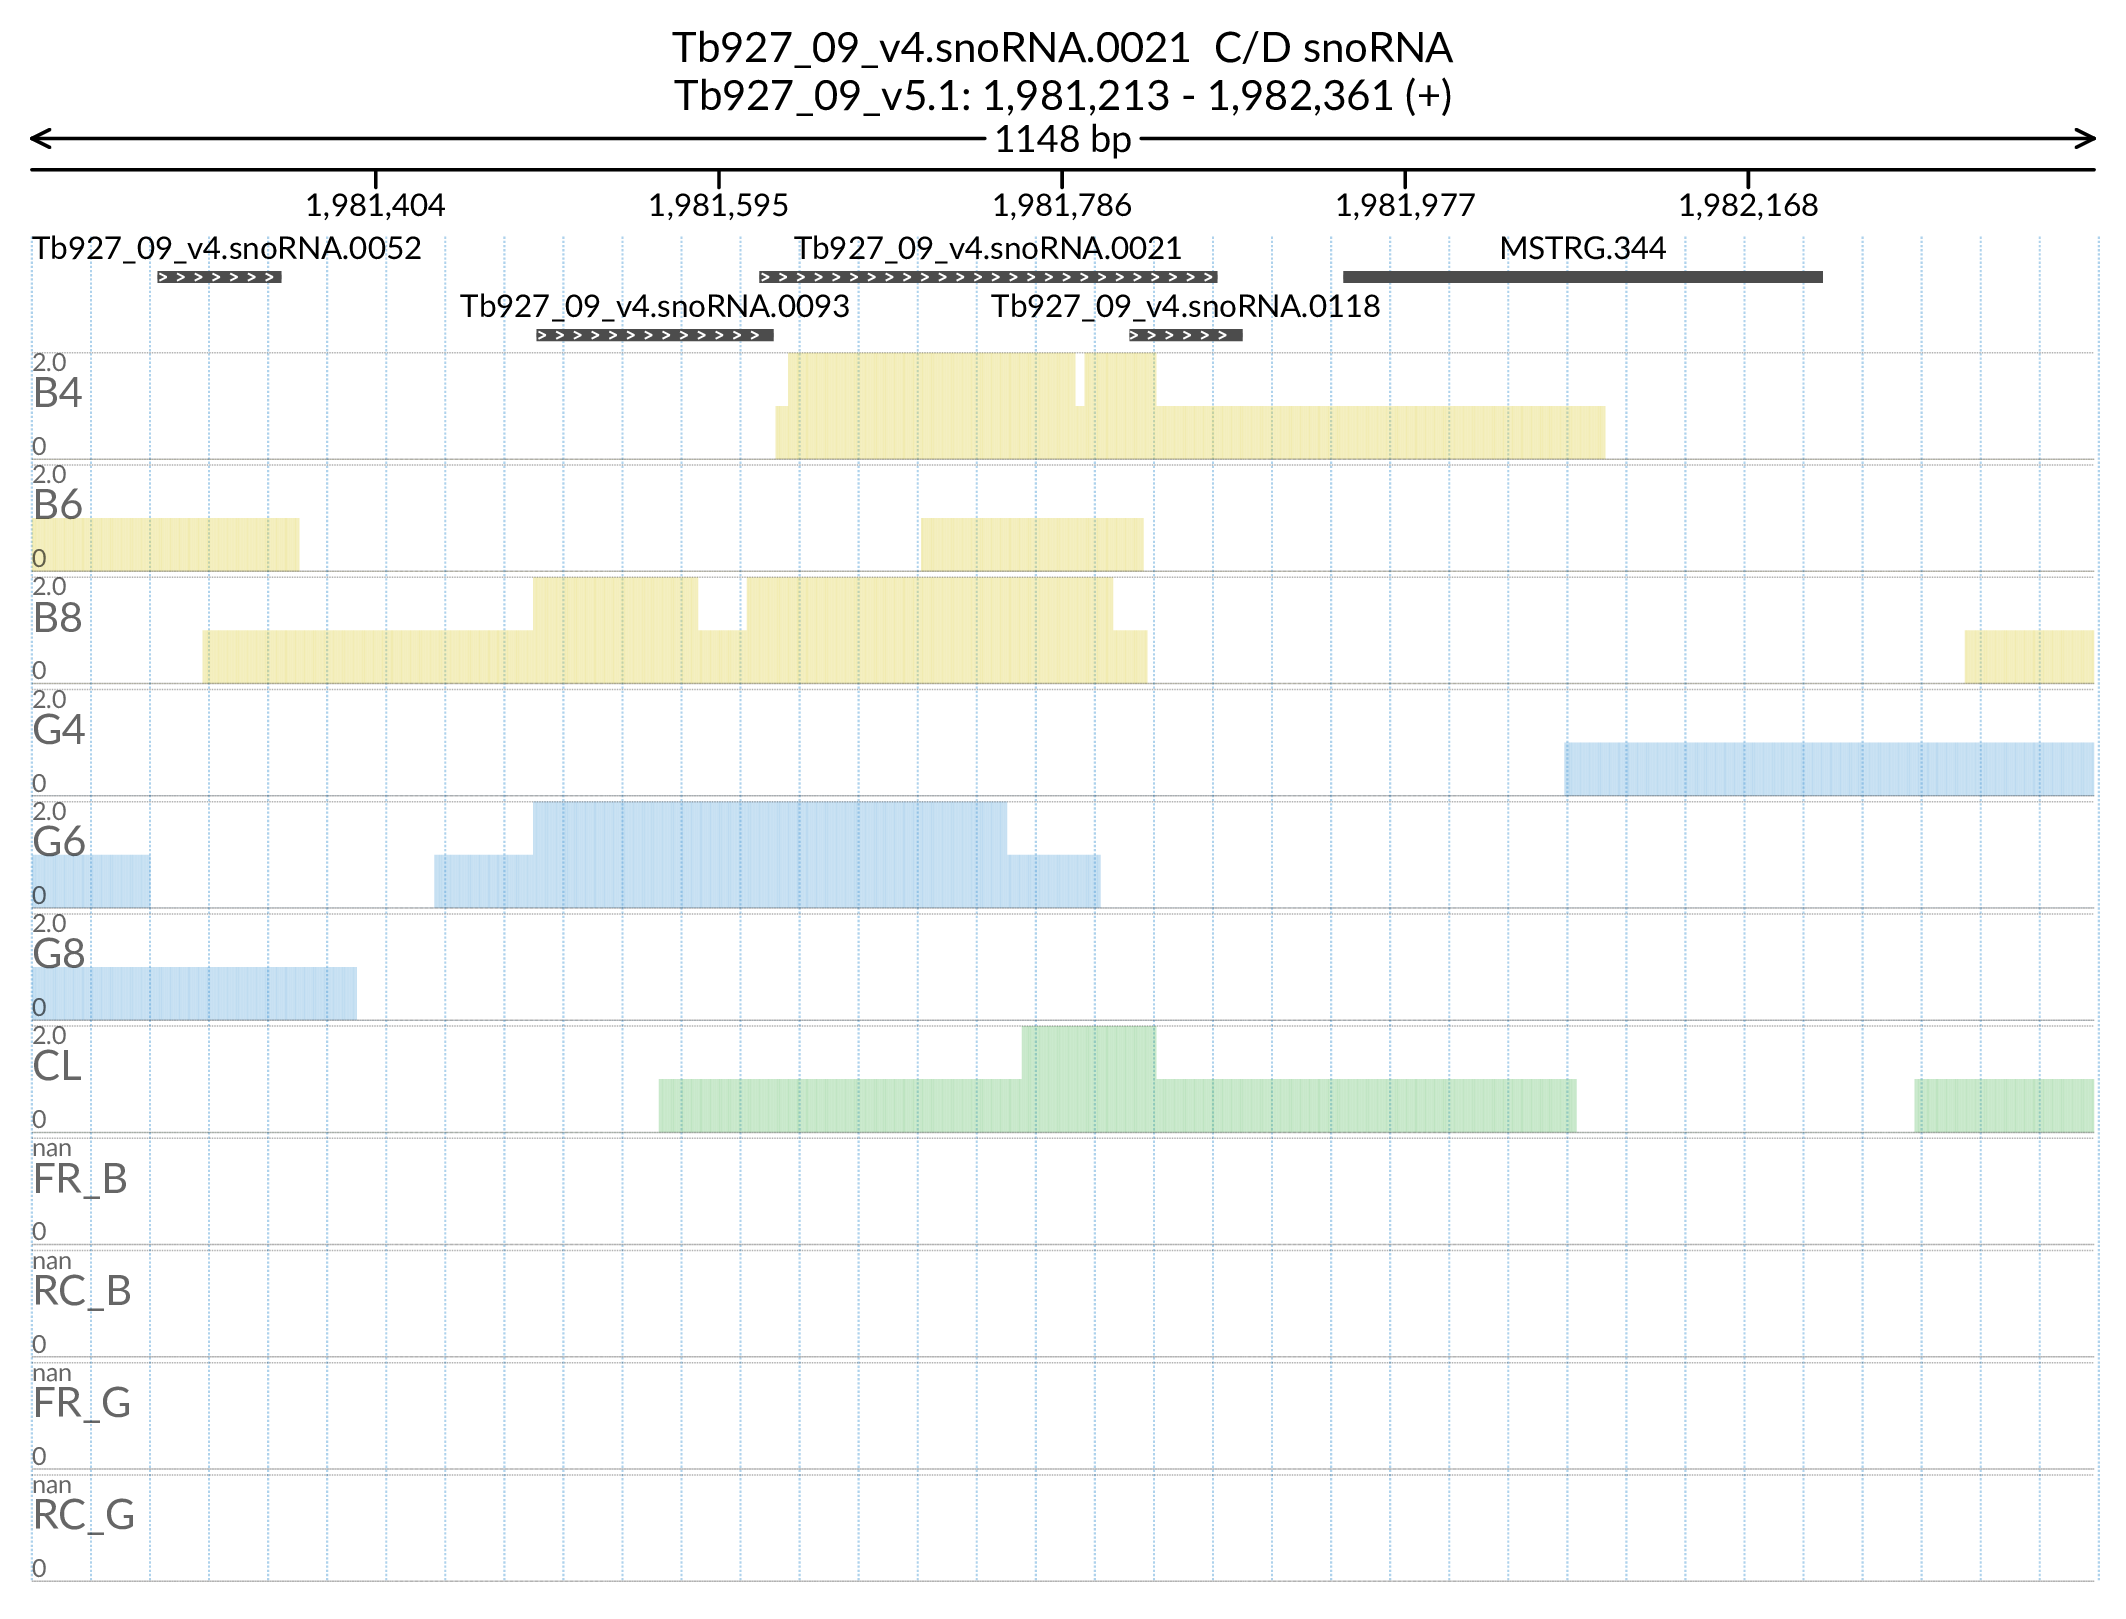 Tb927_09_v4.snoRNA.0021 C/D snoRNA
Tb927_09_v5.1: 1,981,213 - 1,982,361 (+)
1148 bp
1,981,404 1,981,595 1,981,786 1,981,977 1,982,168
Tb927_09_v4.snoRNA.0052 Tb927_09_v4.snoRNA.0021 MSTRG.344
Tb927_09_v4.snoRNA.0093 Tb927_09_v4.snoRNA.0118
2.0
B4
0
2.0
B6
0
2.0
B8
0
2.0
G4
0
2.0
G6
0
2.0
G8
0
2.0
CL
0
nan
FR_B
0
nan
RC_B
0
nan
FR_G
0
nan
RC_G
0